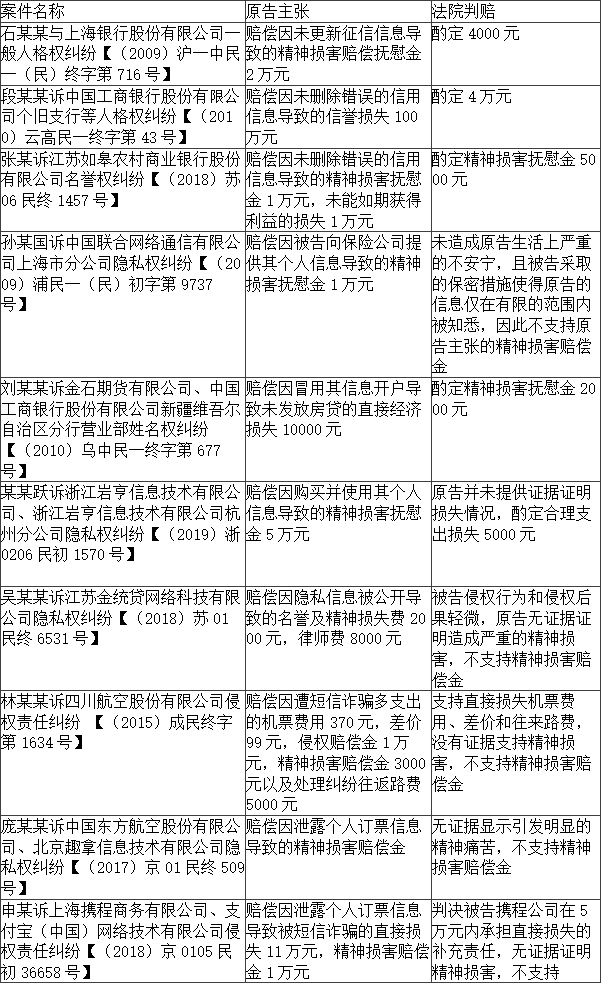 案件名称
原告主张
法院判赔
石某某与上海银行股份有限公司一
般人格权纠纷【（2009）沪一中民
一（民）终字第 716 号】
赔偿因未更新征信信息导
致的精神损害赔偿抚慰金
2 万元
酌定 4000 元
段某某诉中国工商银行股份有限公
司个旧支行等人格权纠纷【（201
0）云高民一终字第 43 号】
赔偿因未删除错误的信用
信息导致的信誉损失 100
万元
酌定 4 万元
张某诉江苏如皋农村商业银行股份
有限公司名誉权纠纷【（2018）苏
06 民终 1457 号】
赔偿因未删除错误的信用
信息导致的精神损害抚慰
金 1 万元，未能如期获得
利益的损失 1 万元
酌定精神损害抚慰金 50
00 元
孙某国诉中国联合网络通信有限公
司上海市分公司隐私权纠纷【（20
09）浦民一（民）初字第 9737
号】
赔偿因被告向保险公司提
供其个人信息导致的精神
损害抚慰金 1 万元
未造成原告生活上严重
的不安宁，且被告采取
的保密措施使得原告的
信息仅在有限的范围内
被知悉，因此不支持原
告主张的精神损害赔偿
金
刘某某诉金石期货有限公司、中国
工商银行股份有限公司新疆维吾尔
自治区分行营业部姓名权纠纷
【（2010）乌中民一终字第 677
号】
赔偿因冒用其信息开户导
致未发放房贷的直接经济
损失 10000 元
酌定精神损害抚慰金 20
00 元
某某跃诉浙江岩亨信息技术有限公
司、浙江岩亨信息技术有限公司杭
州分公司隐私权纠纷【（2019）浙
0206 民初 1570 号】
赔偿因购买并使用其个人
信息导致的精神损害抚慰
金 5 万元
原告并未提供证据证明
损失情况，酌定合理支
出损失 5000 元
吴某某诉江苏金统贷网络科技有限
公司隐私权纠纷【（2018）苏 01
民终 6531 号】
赔偿因隐私信息被公开导
致的名誉及精神损失费 20
00 元，律师费 8000 元
被告侵权行为和侵权后
果轻微，原告无证据证
明造成严重的精神损
害，不支持精神损害赔
偿金
林某某诉四川航空股份有限公司侵
权责任纠纷 【（2015）成民终字
第 1634 号】
赔偿因遭短信诈骗多支出
的机票费用 370 元，差价
99 元，侵权赔偿金 1 万
元，精神损害赔偿金 3000
元以及处理纠纷往返路费
5000 元
支持直接损失机票费
用、差价和往来路费，
没有证据支持精神损
害，不支持精神损害赔
偿金
庞某某诉中国东方航空股份有限公
司、北京趣拿信息技术有限公司隐
私权纠纷【（2017）京 01 民终 509
号】
赔偿因泄露个人订票信息
导致的精神损害赔偿金
无证据显示引发明显的
精神痛苦，不支持精神
损害赔偿金
申某诉上海携程商务有限公司、支
付宝（中国）网络技术有限公司侵
权责任纠纷【（2018）京 0105 民
初 36658 号】
赔偿因泄露个人订票信息
导致被短信诈骗的直接损
失 11 万元，精神损害赔偿
金 1 万元
判决被告携程公司在 5
万元内承担直接损失的
补充责任，无证据证明
精神损害，不支持